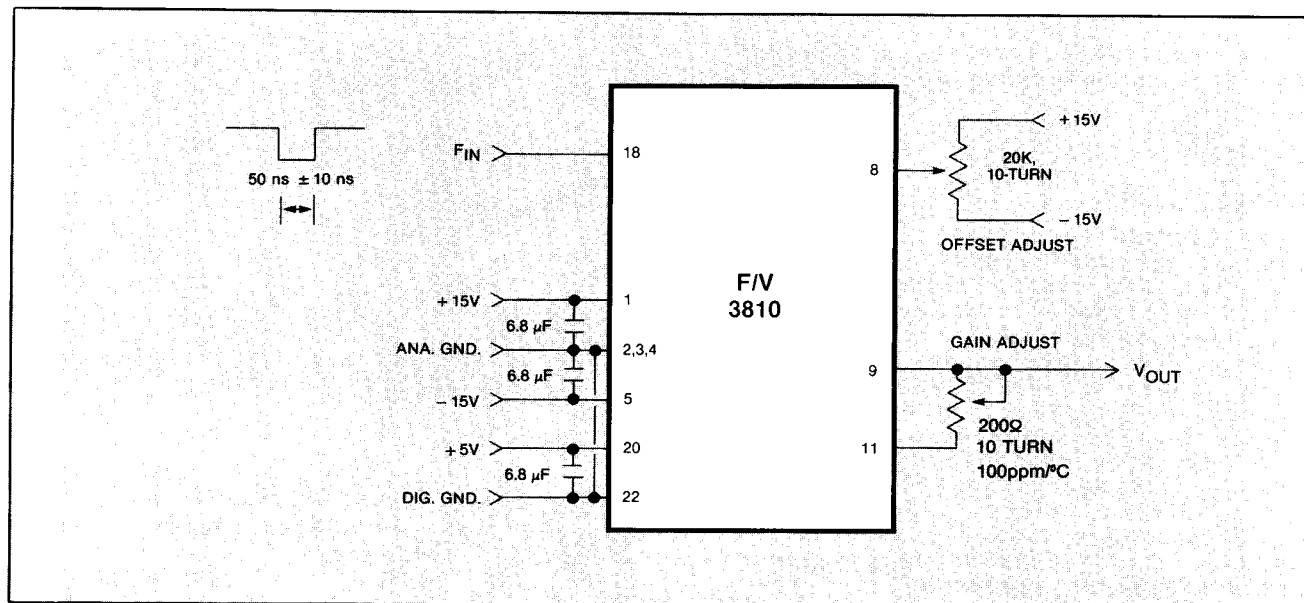 50 ns ± 10 ns
FIN
18
+ 15V
1
6.8 µF
ANA. GND.
2,3,4
6.8 µF
− 15V
5
+ 5V
20
6.8 µF
DIG. GND.
22
F/V
3810
8
+ 15V
20K,
10-TURN
− 15V
OFFSET ADJUST
GAIN ADJUST
9
VOUT
200Ω
10 TURN
100ppm/°C
11